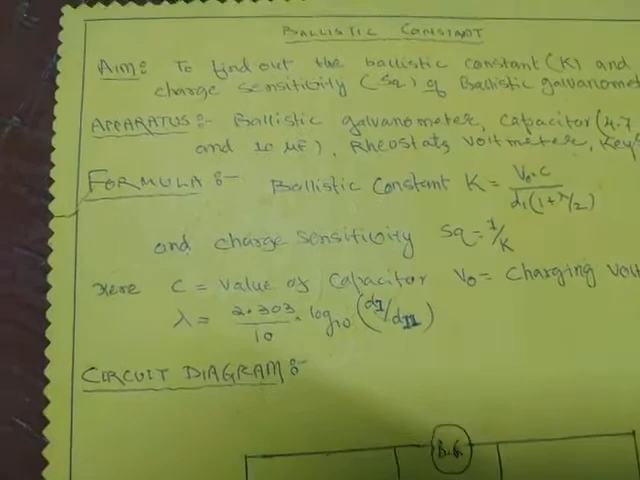 BALLISTIC CONSTANT
AIM:- To find out the ballistic constant (K) and
charge sensitivity (Sq) of Ballistic galvanomet
APPARATUS:- Ballistic galvanometer, Capacitor (4.7
and 10 μF), Rheostats, Voltmeter, Key
FORMULA:- Ballistic Constant K = V₀.C / d₁(1+λ/2)
and charge sensitivity Sq = 1/K
Here C = Value of Capacitor V₀ = Charging Volt
λ = 2.303/10 . log₁₀ (dI/dII)
CIRCUIT DIAGRAM:-
B.G.